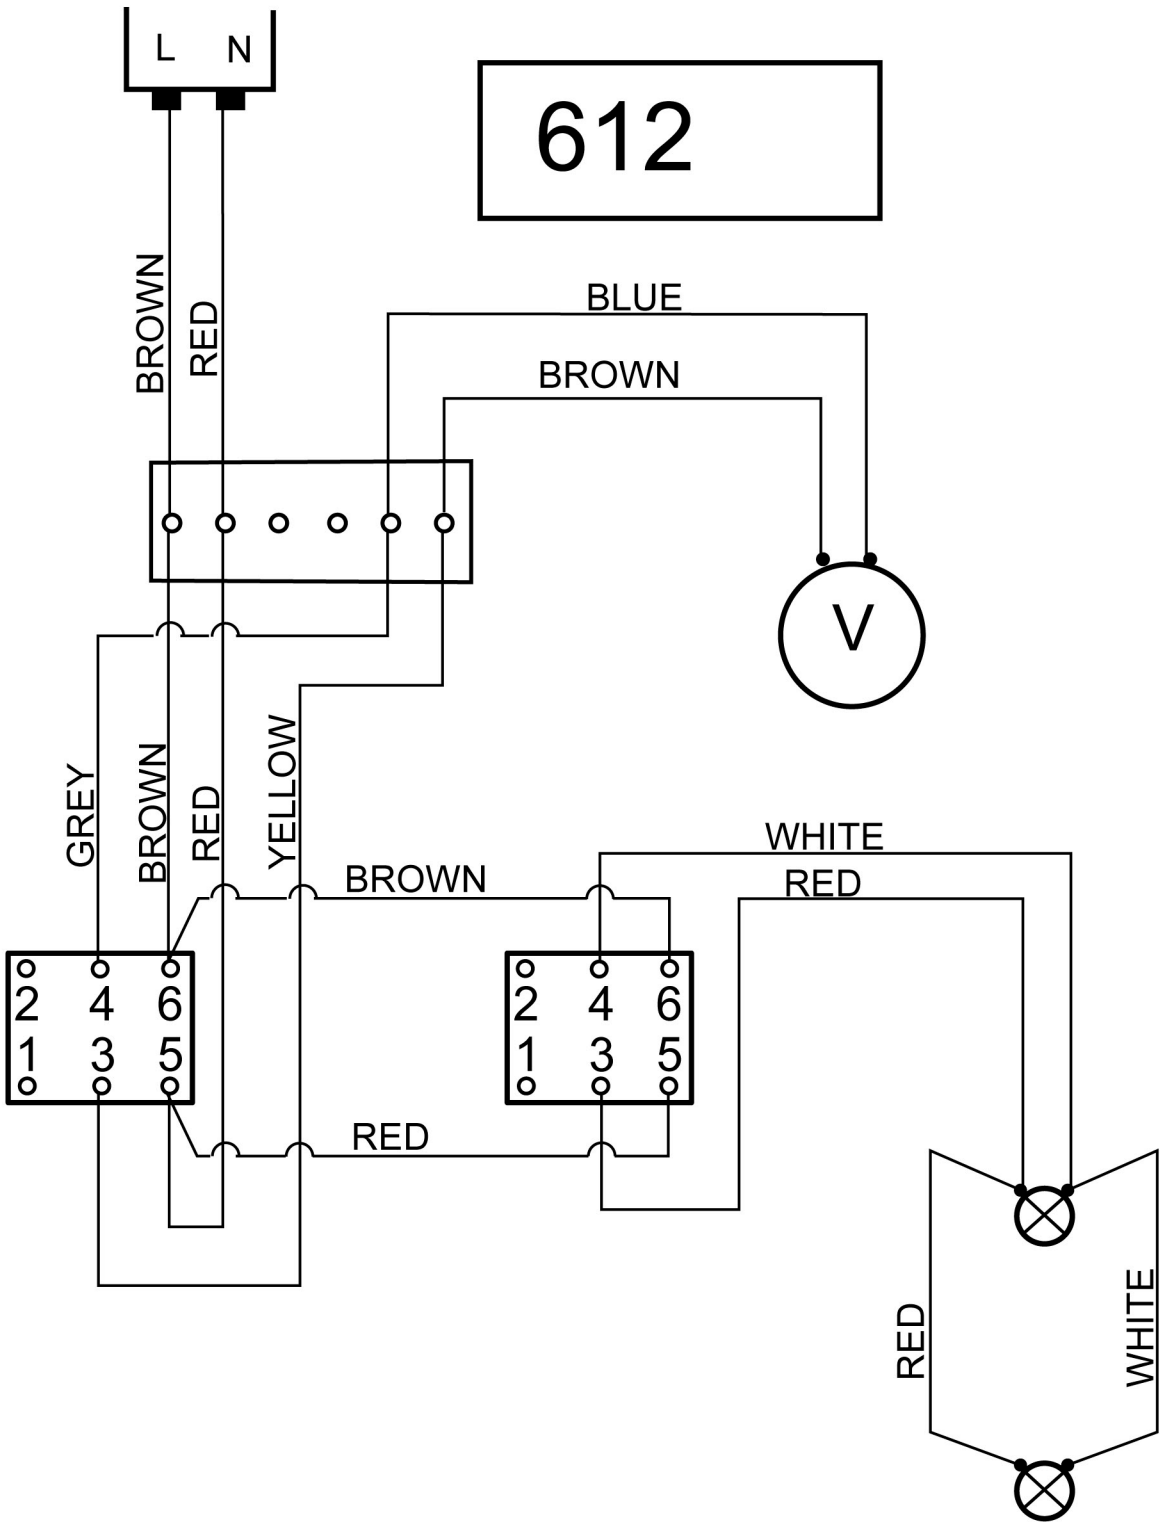 L N
612
BROWN
RED
BLUE
BROWN
GREY
BROWN
RED
YELLOW
V
WHITE
RED
BROWN
2 4 6
1 3 5
2 4 6
1 3 5
RED
RED
WHITE